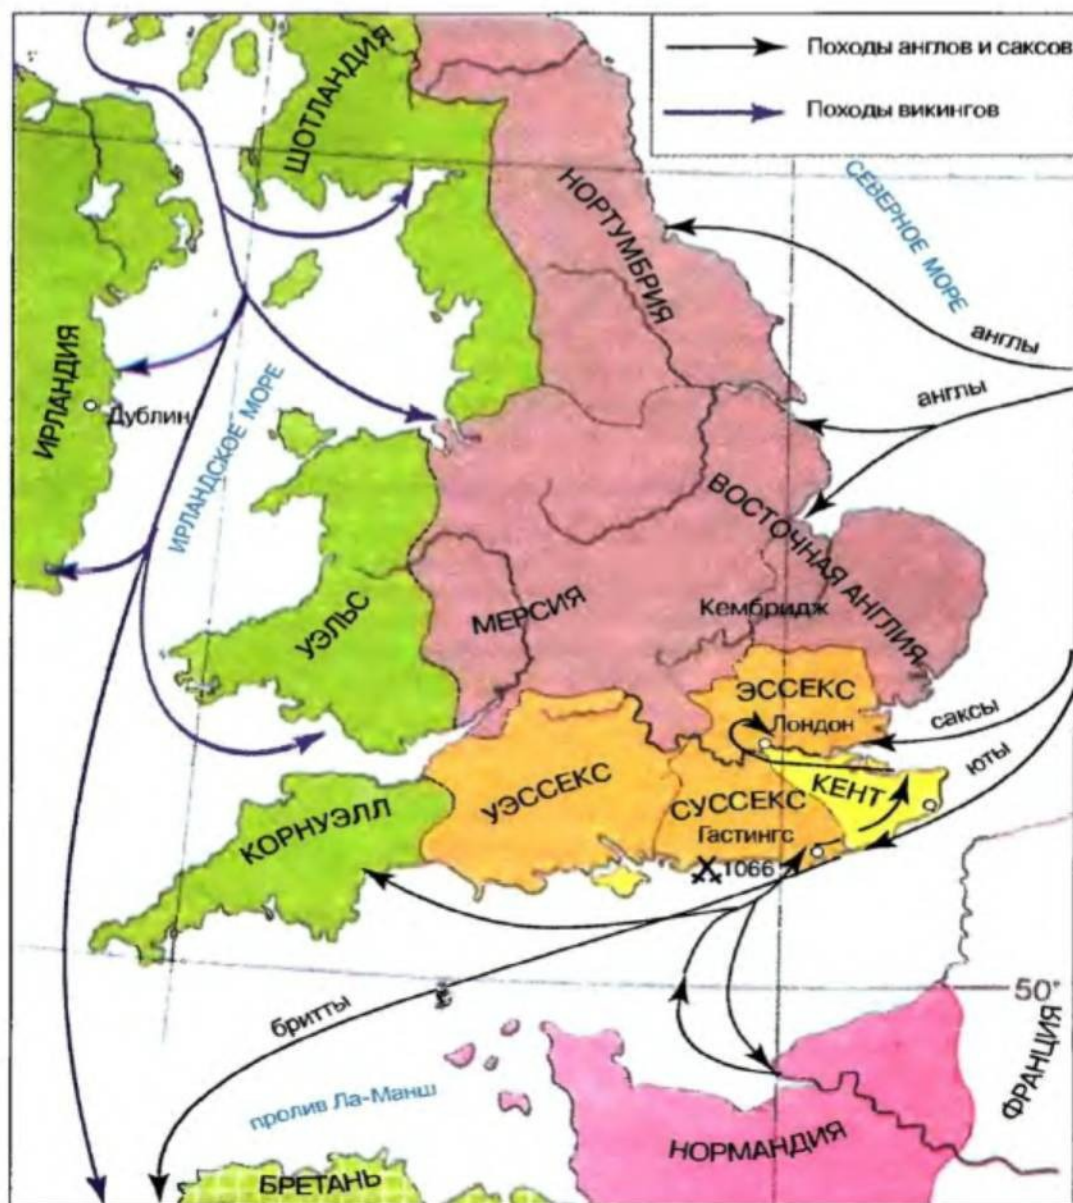 Походы англов и саксов
Походы викингов
ШОТЛАНДИЯ
СЕВЕРНОЕ МОРЕ
НОРТУМБРИЯ
англы
англы
ИРЛАНДИЯ
Дублин
ИРЛАНДСКОЕ МОРЕ
ВОСТОЧНАЯ АНГЛИЯ
УЭЛЬС
МЕРСИЯ
Кембридж
ЭССЕКС
Лондон
саксы
юты
КЕНТ
УЭССЕКС
СУССЕКС
Гастингс
1066
КОРНУЭЛЛ
бритты
50°
ФРАНЦИЯ
пролив Ла-Манш
НОРМАНДИЯ
БРЕТАНЬ